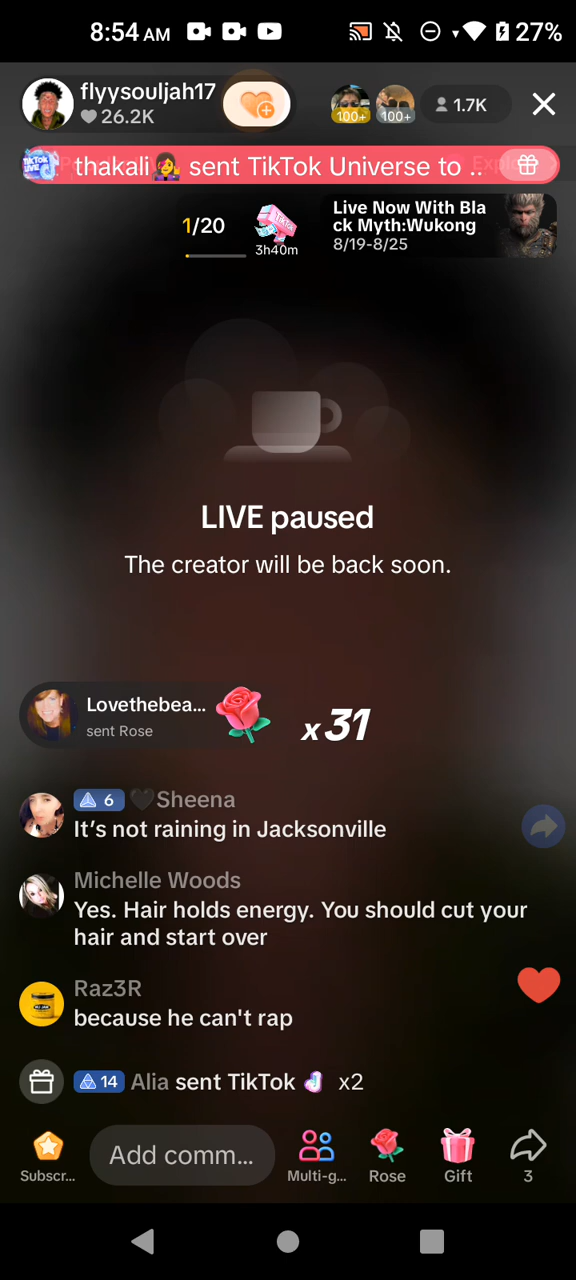 8:54 AM
27%
flyysouljah17
26.2K
100+
100+
1.7K
thakali sent TikTok Universe to ..
1/20
3h40m
Live Now With Bla
ck Myth:Wukong
8/19-8/25
LIVE paused
The creator will be back soon.
Lovethebea...
sent Rose
x31
6 Sheena
It's not raining in Jacksonville
Michelle Woods
Yes. Hair holds energy. You should cut your
hair and start over
Raz3R
because he can't rap
14 Alia sent TikTok x2
Subscr...
Add comm...
Multi-g...
Rose
Gift
3